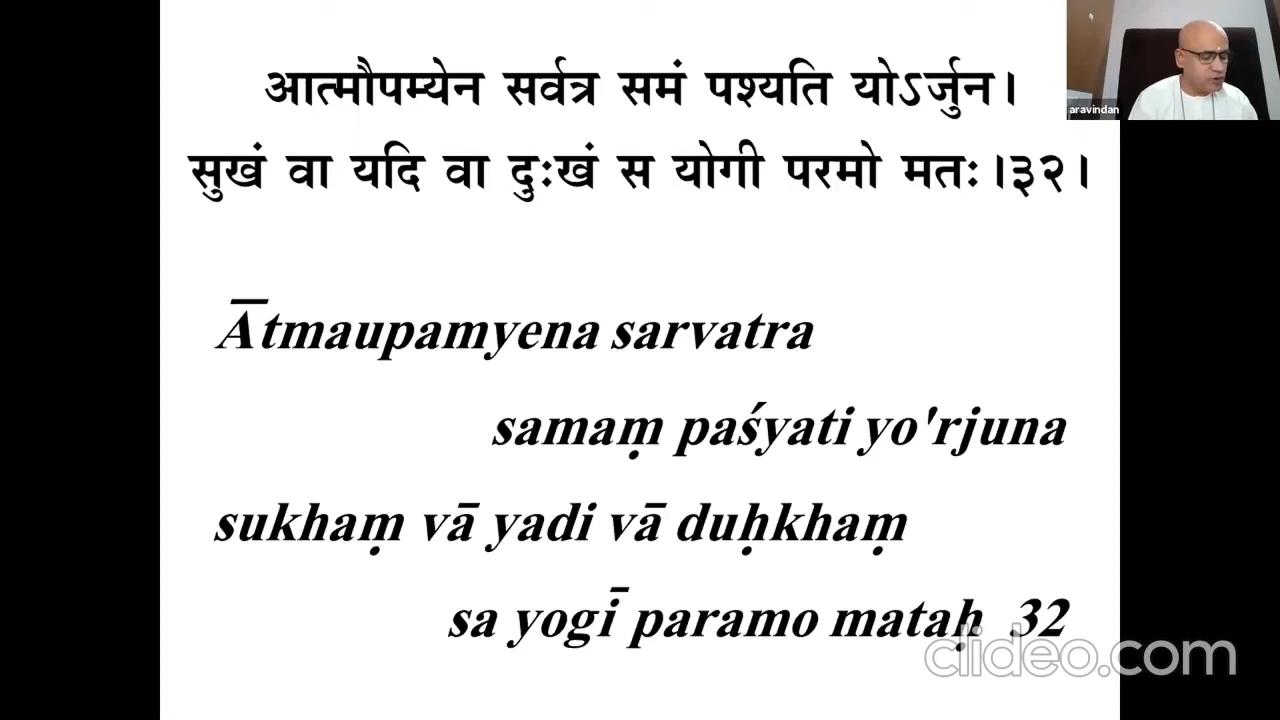 आत्मौपम्येन सर्वत्र समं पश्यति योऽर्जुन।
सुखं वा यदि वा दुःखं स योगी परमो मतः।३२।
Ātmaupamyena sarvatra
samaṃ paśyati yo'rjuna
sukhaṃ vā yadi vā duḥkhaṃ
sa yogī paramo mataḥ 32
aravindan
clideo.com